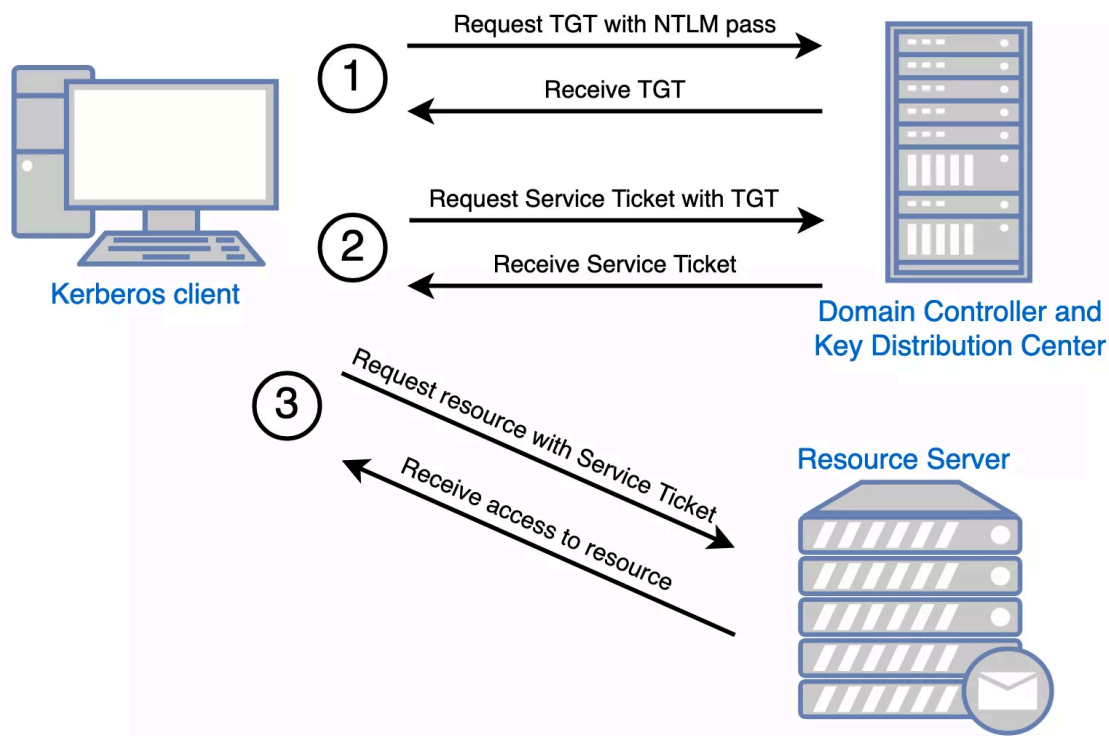 Request TGT with NTLM pass
1
Receive TGT
Request Service Ticket with TGT
2
Receive Service Ticket
Kerberos client
Domain Controller and
Key Distribution Center
3
Request resource with Service Ticket
Receive access to resource
Resource Server